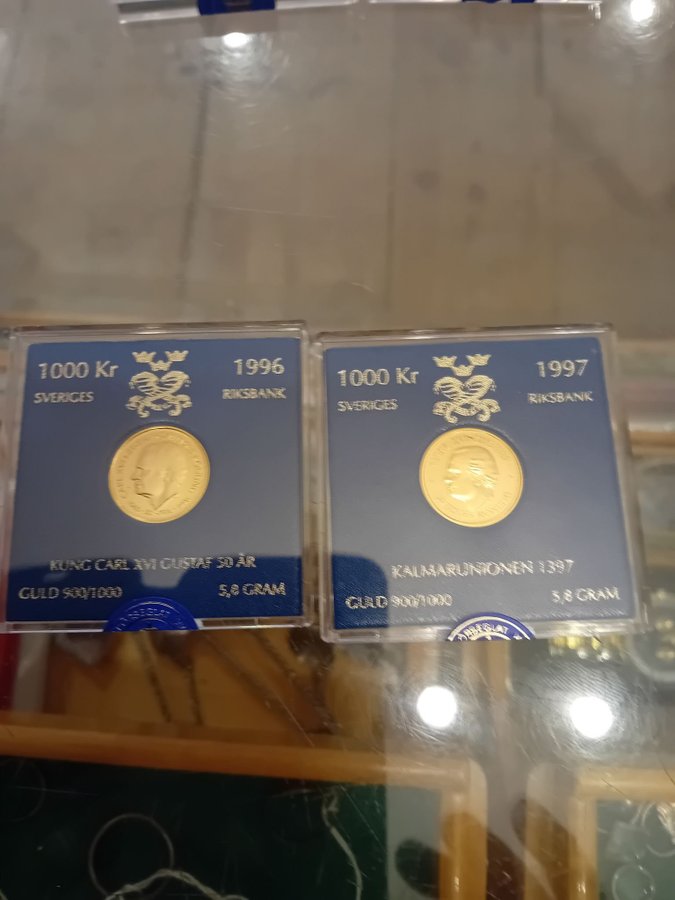 1000 Kr 1996
SVERIGES RIKSBANK
KUNG CARL XVI GUSTAF 50 ÅR
GULD 900/1000 5,8 GRAM
1000 Kr 1997
SVERIGES RIKSBANK
KALMARUNIONEN 1397
GULD 900/1000 5,8 GRAM